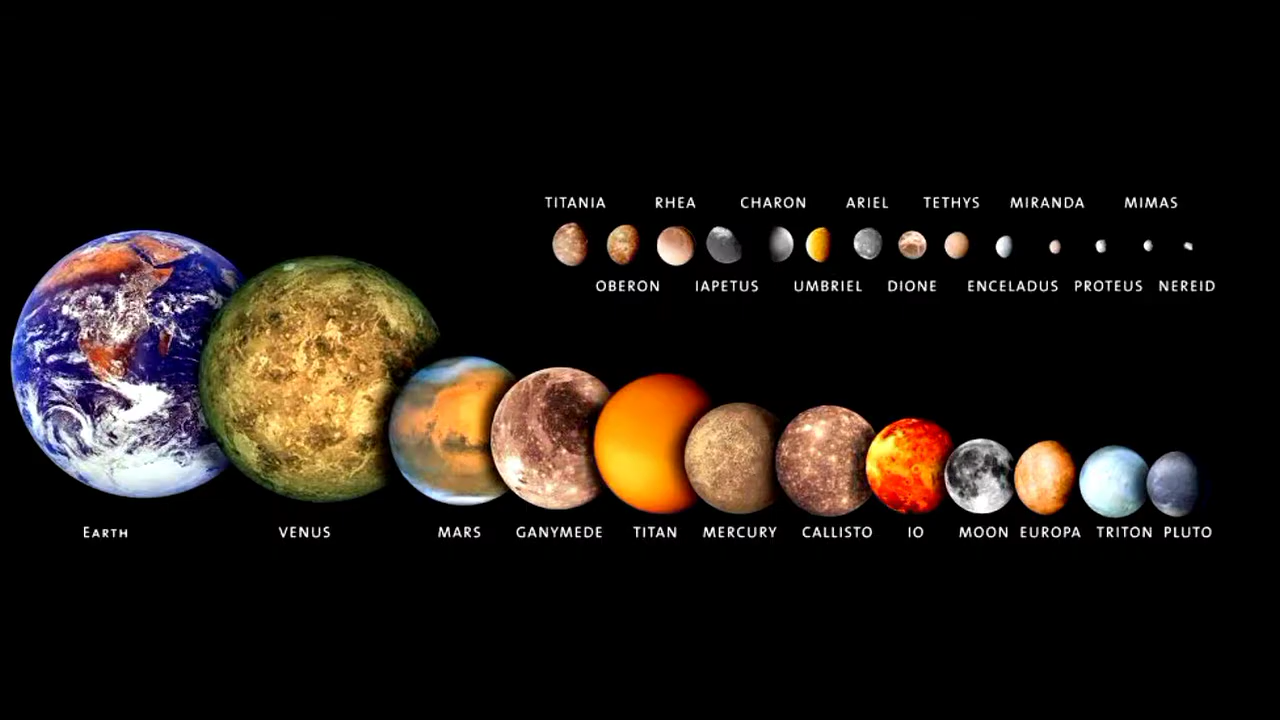 TITANIA RHEA CHARON ARIEL TETHYS MIRANDA MIMAS
OBERON IAPETUS UMBRIEL DIONE ENCELADUS PROTEUS NEREID
EARTH VENUS MARS GANYMEDE TITAN MERCURY CALLISTO IO MOON EUROPA TRITON PLUTO